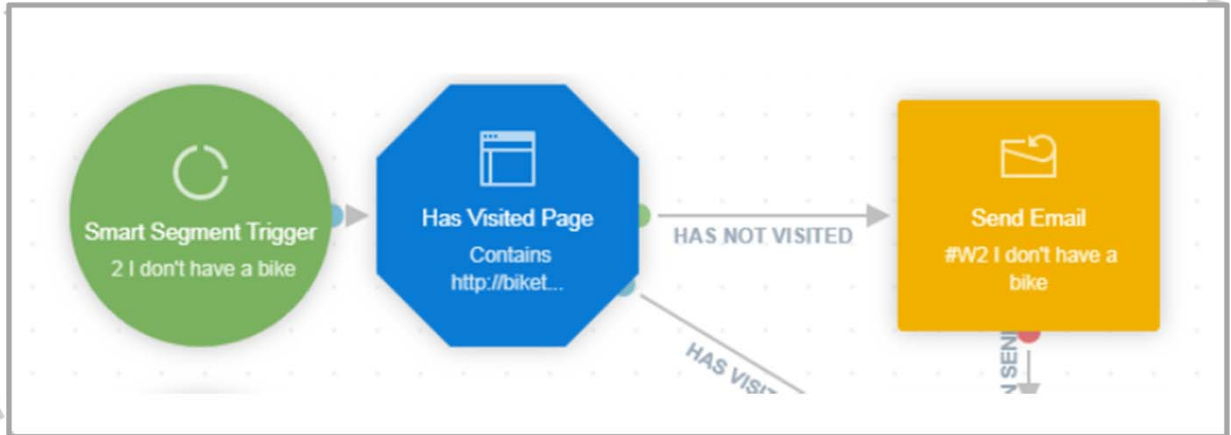 Smart Segment Trigger
2 I don't have a bike
Has Visited Page
Contains
http://biket...
HAS NOT VISITED
HAS
Send Email
#W2 I don't have a
bike